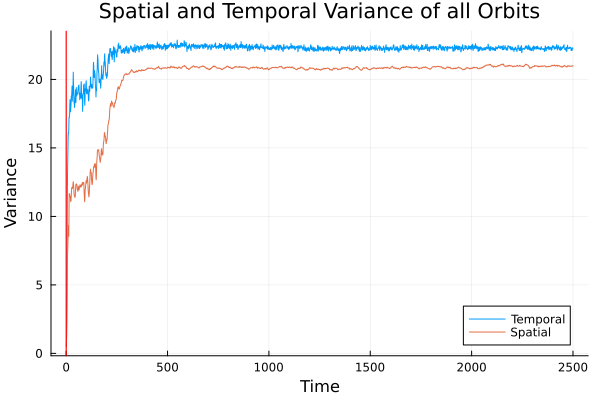 Spatial and Temporal Variance of all Orbits
Variance
20
15
10
5
0
Temporal
Spatial
0 500 1000 1500 2000 2500
Time